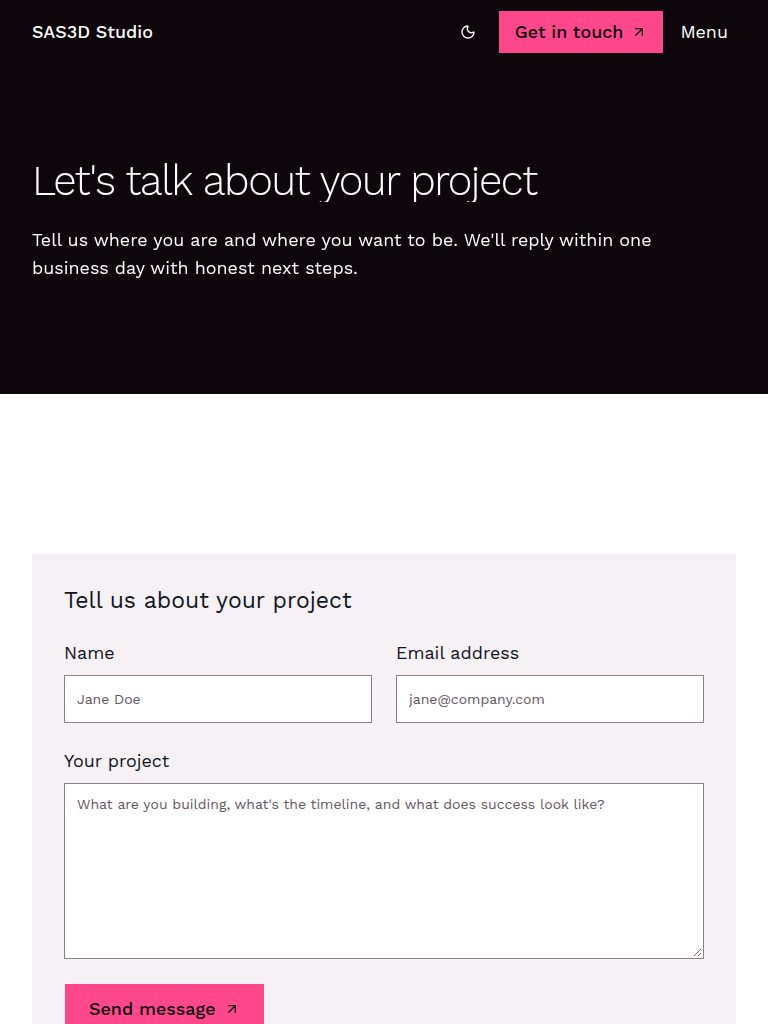 SAS3D Studio
Get in touch
Menu
Let's talk about your project
Tell us where you are and where you want to be. We'll reply within one
business day with honest next steps.
Tell us about your project
Name
Email address
Jane Doe
jane@company.com
Your project
What are you building, what's the timeline, and what does success look like?
Send message